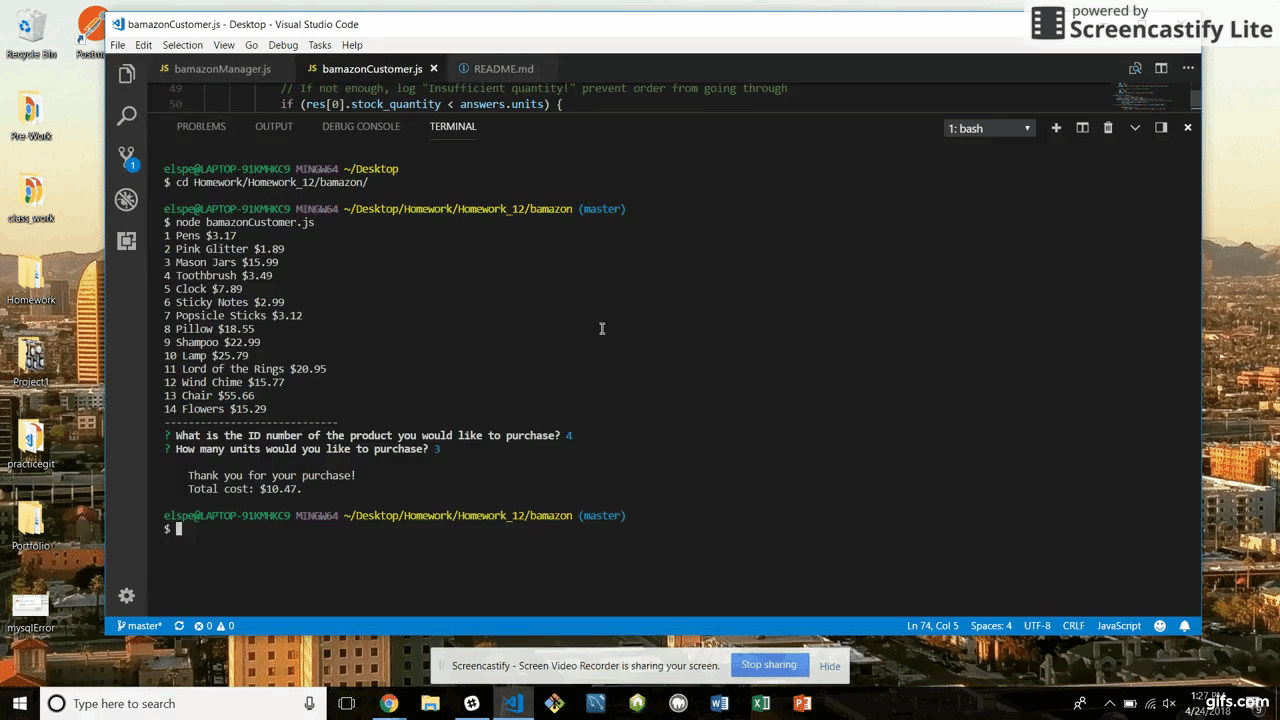 powered by
Screencastify Lite
bamazonCustomer.js - Desktop - Visual Studio Code
File Edit Selection View Go Debug Tasks Help
JS bamazonManager.js JS bamazonCustomer.js × README.md
49 // If not enough, log "Insufficient quantity!" prevent order from going through
50 if (res[0].stock_quantity < answers.units) {
PROBLEMS OUTPUT DEBUG CONSOLE TERMINAL 1: bash
1
elspe@LAPTOP-91KMHKC9 MINGW64 ~/Desktop
$ cd Homework/Homework_12/bamazon/
elspe@LAPTOP-91KMHKC9 MINGW64 ~/Desktop/Homework/Homework_12/bamazon (master)
$ node bamazonCustomer.js
1 Pens $3.17
2 Pink Glitter $1.89
3 Mason Jars $15.99
4 Toothbrush $3.49
5 Clock $7.89
6 Sticky Notes $2.99
7 Popsicle Sticks $3.12
8 Pillow $18.55
9 Shampoo $22.99
10 Lamp $25.79
11 Lord of the Rings $20.95
12 Wind Chime $15.77
13 Chair $55.66
14 Flowers $15.29
-----------------------------
? What is the ID number of the product you would like to purchase? 4
? How many units would you like to purchase? 3
Thank you for your purchase!
Total cost: $10.47.
elspe@LAPTOP-91KMHKC9 MINGW64 ~/Desktop/Homework/Homework_12/bamazon (master)
$
master* 0 0 Ln 74, Col 5 Spaces: 4 UTF-8 CRLF JavaScript
Recycle Bin
Pre-Work
class_work
Homework
Project1
practicegit
Portfolio
mysqlError
Screencastify - Screen Video Recorder is sharing your screen. Stop sharing Hide
Type here to search
1:27 PM
4/24/2018
gifs.com